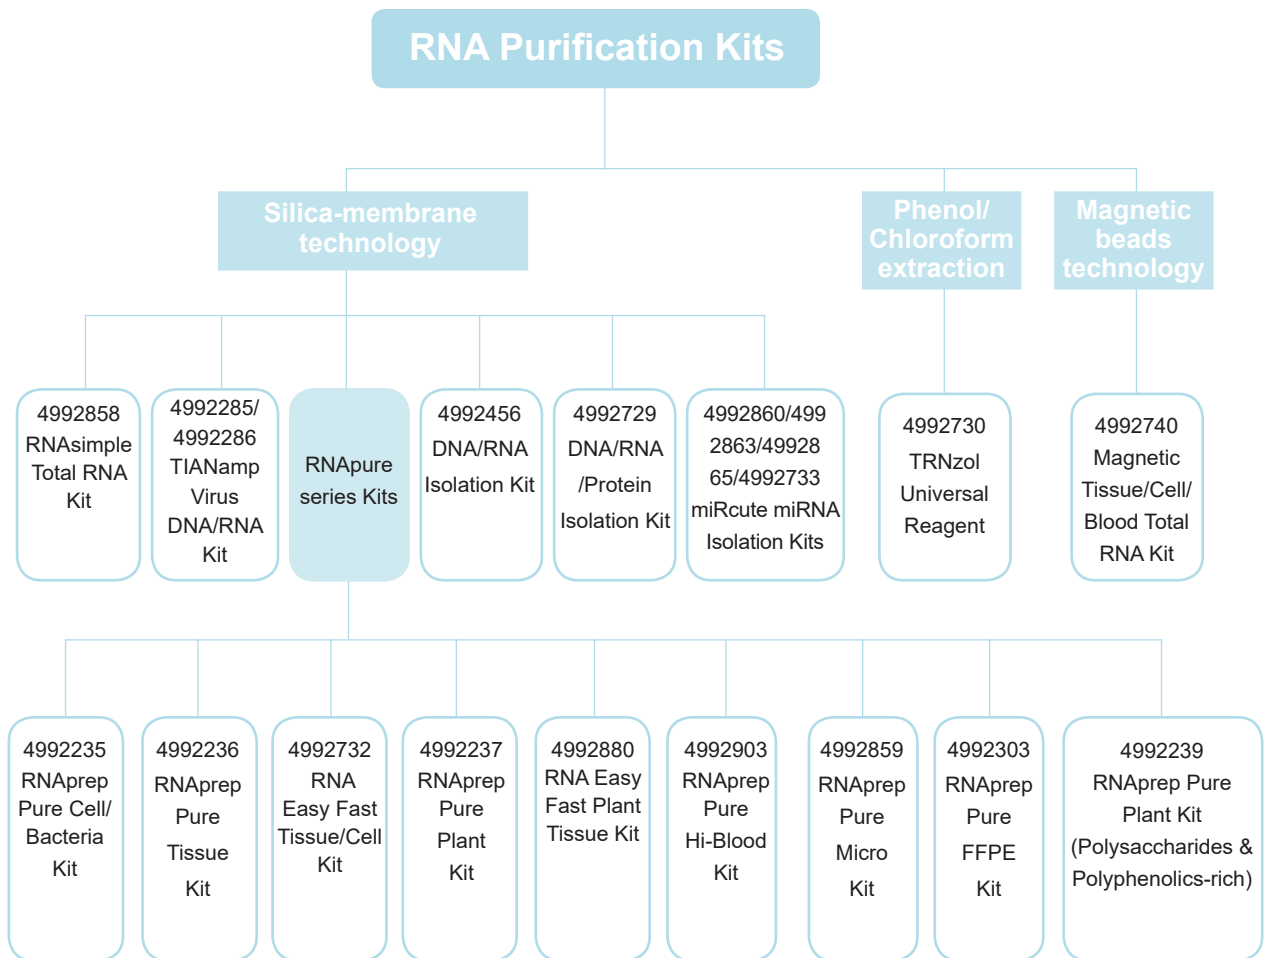 RNA Purification Kits
Silica-membrane
technology
Phenol/
Chloroform
extraction
Magnetic
beads
technology
4992858
RNAsimple
Total RNA
Kit
4992285/
4992286
TIANamp
Virus
DNA/RNA
Kit
RNApure
series Kits
4992456
DNA/RNA
Isolation Kit
4992729
DNA/RNA
/Protein
Isolation Kit
4992860/499
2863/49928
65/4992733
miRcute miRNA
Isolation Kits
4992730
TRNzol
Universal
Reagent
4992740
Magnetic
Tissue/Cell/
Blood Total
RNA Kit
4992235
RNAprep
Pure Cell/
Bacteria
Kit
4992236
RNAprep
Pure
Tissue
Kit
4992732
RNA
Easy Fast
Tissue/Cell
Kit
4992237
RNAprep
Pure
Plant
Kit
4992880
RNA Easy
Fast Plant
Tissue Kit
4992903
RNAprep
Pure
Hi-Blood
Kit
4992859
RNAprep
Pure
Micro
Kit
4992303
RNAprep
Pure
FFPE
Kit
4992239
RNAprep Pure
Plant Kit
(Polysaccharides &
Polyphenolics-rich)